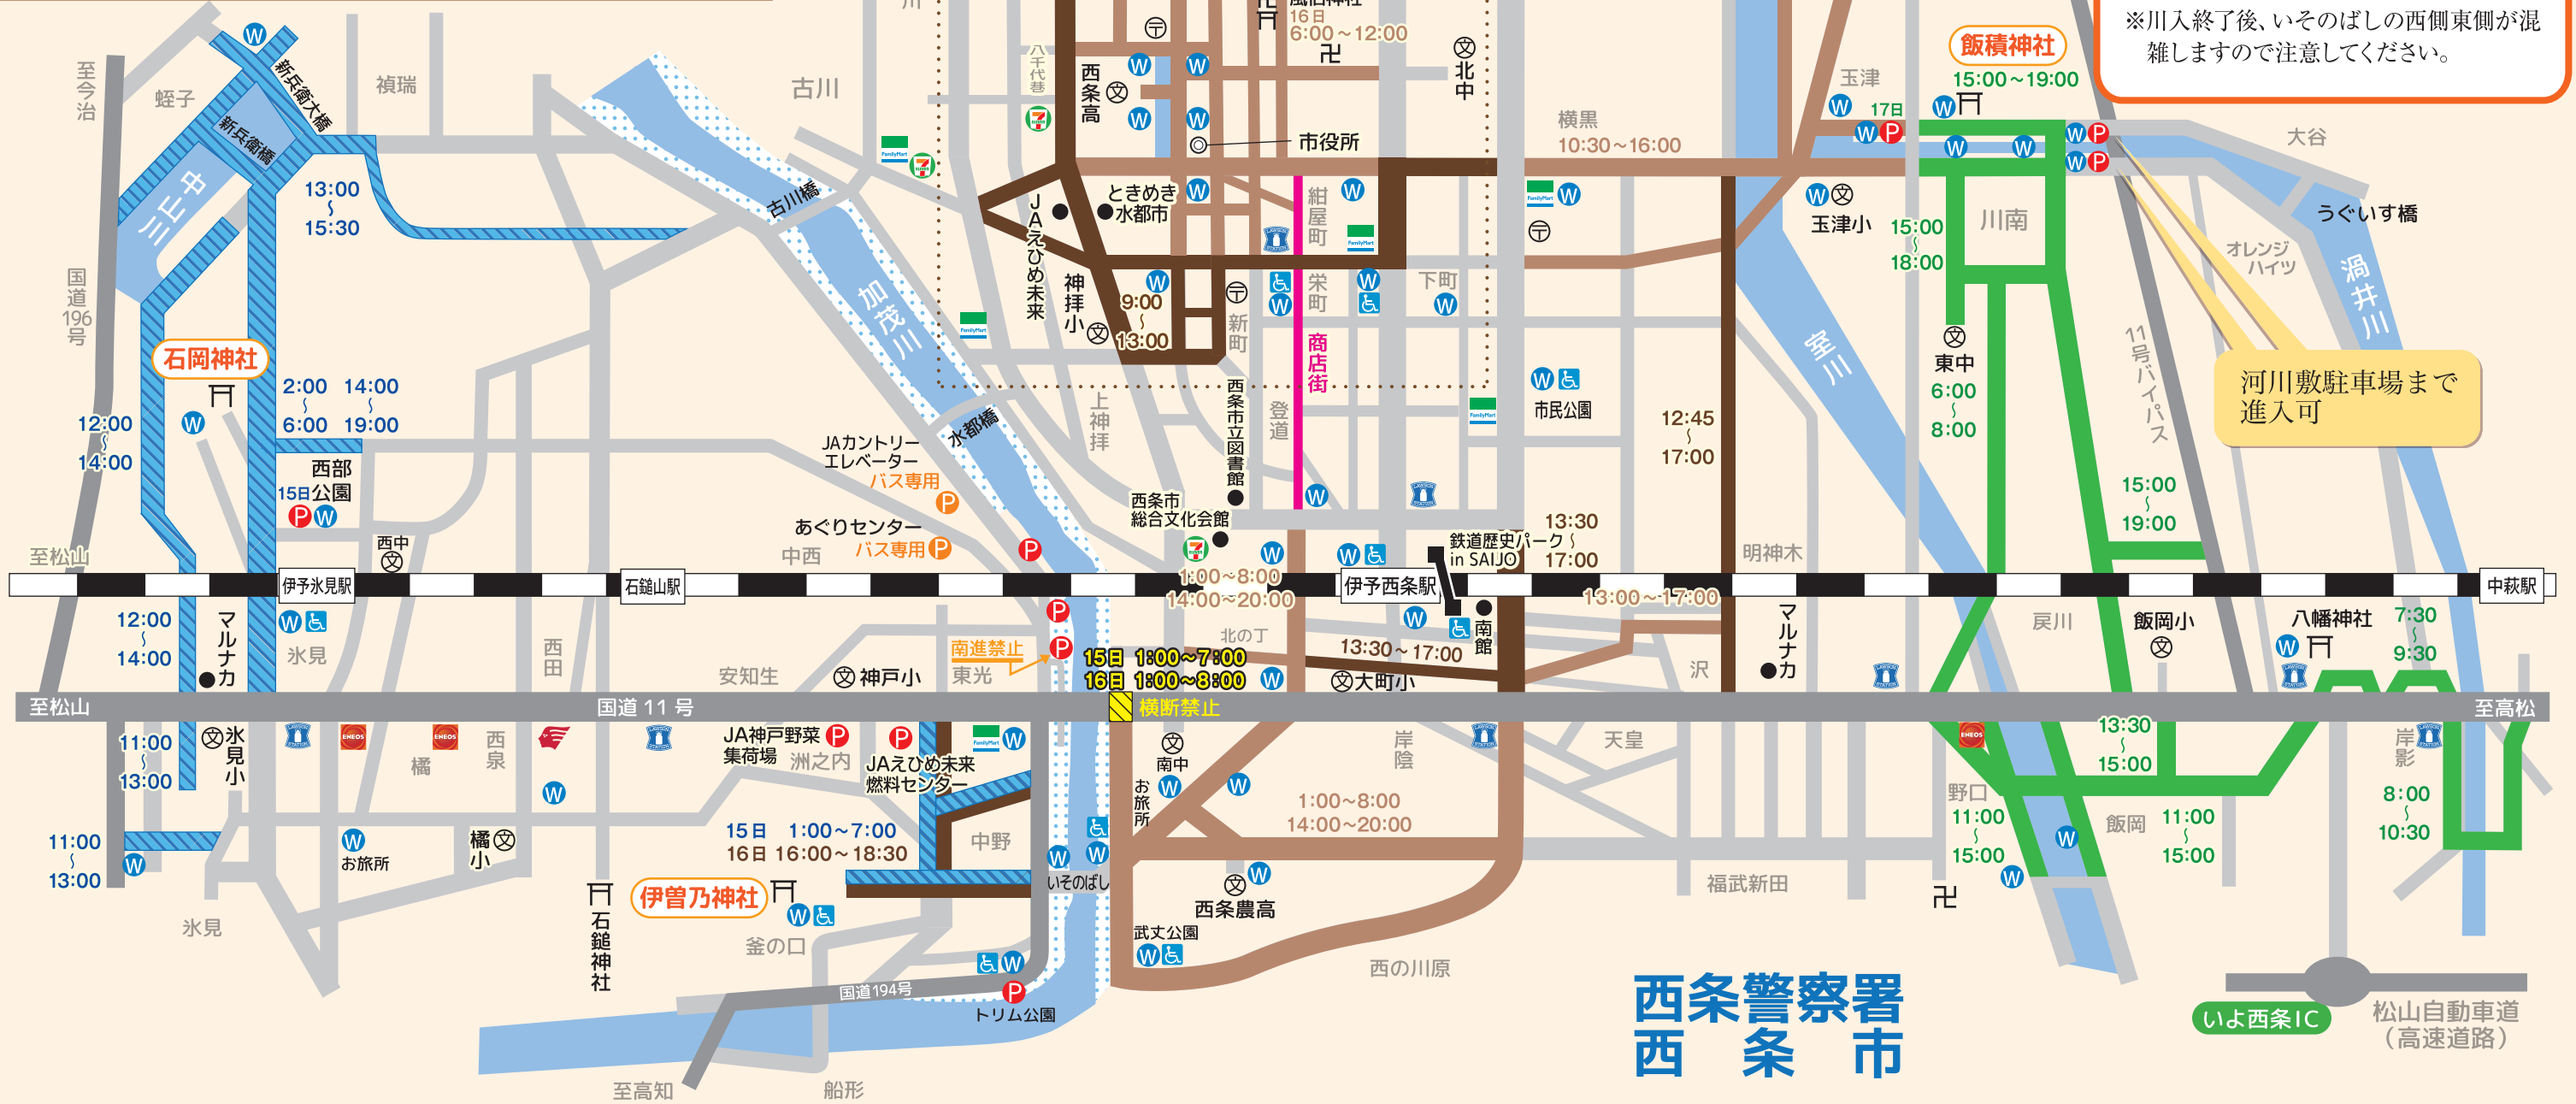 ※川入終了後、いそのばしの西側東側が混
雑しますので注意してください。
飯積神社
15:00～19:00
16日
6:00～12:00
至今治
蛭子
新兵衛大橋
新兵衛橋
禎瑞
中山川
古川
川
八千代巷
西条高
北中
市役所
横黒
10:30～16:00
玉津
17日
大谷
13:00
～
15:30
古川橋
JAえひめ未来
ときめき
水都市
紺屋町
玉津小
15:00
～
18:00
川南
うぐいす橋
オレンジ
ハイツ
渦井川
国道196号
加茂川
神拝小
9:00
～
13:00
新町
栄町
下町
商店街
室川
東中
6:00
～
8:00
11号バイパス
河川敷駐車場まで
進入可
石岡神社
2:00
～
6:00
14:00
～
19:00
12:00
～
14:00
西部
15日公園
水都橋
上神拝
西条市立図書館
登道
市民公園
12:45
～
17:00
JAカントリー
エレベーター
バス専用
あぐりセンター
バス専用
中西
西条市
総合文化会館
鉄道歴史パーク
in SAIJO
13:30
～
17:00
明神木
15:00
～
19:00
至松山
西中
伊予氷見駅
石鎚山駅
1:00～8:00
14:00～20:00
伊予西条駅
13:00～17:00
中萩駅
12:00
～
14:00
マルナカ
氷見
西田
安知生
神戸小
南進禁止
東光
北の丁
15日 1:00～7:00
16日 1:00～8:00
13:30～17:00
大町小
南館
沢
マルナカ
戻川
飯岡小
八幡神社
7:30
～
9:30
至松山
国道11号
横断禁止
至高松
11:00
～
13:00
氷見小
橘
西泉
ENEOS
ENEOS
JA神戸野菜
集荷場
洲之内
JAえひめ未来
燃料センター
南中
お旅所
岸陰
天皇
ENEOS
野口
13:30
～
15:00
岸影
8:00
～
10:30
11:00
～
13:00
お旅所
橘小
15日 1:00～7:00
16日 16:00～18:30
中野
1:00～8:00
14:00～20:00
11:00
～
15:00
飯岡
11:00
～
15:00
氷見
石鎚神社
伊曽乃神社
釜の口
いそのばし
西条農高
武丈公園
西の川原
福武新田
国道194号
トリム公園
至高知
船形
西条警察署
西条市
いよ西条IC
松山自動車道
（高速道路）